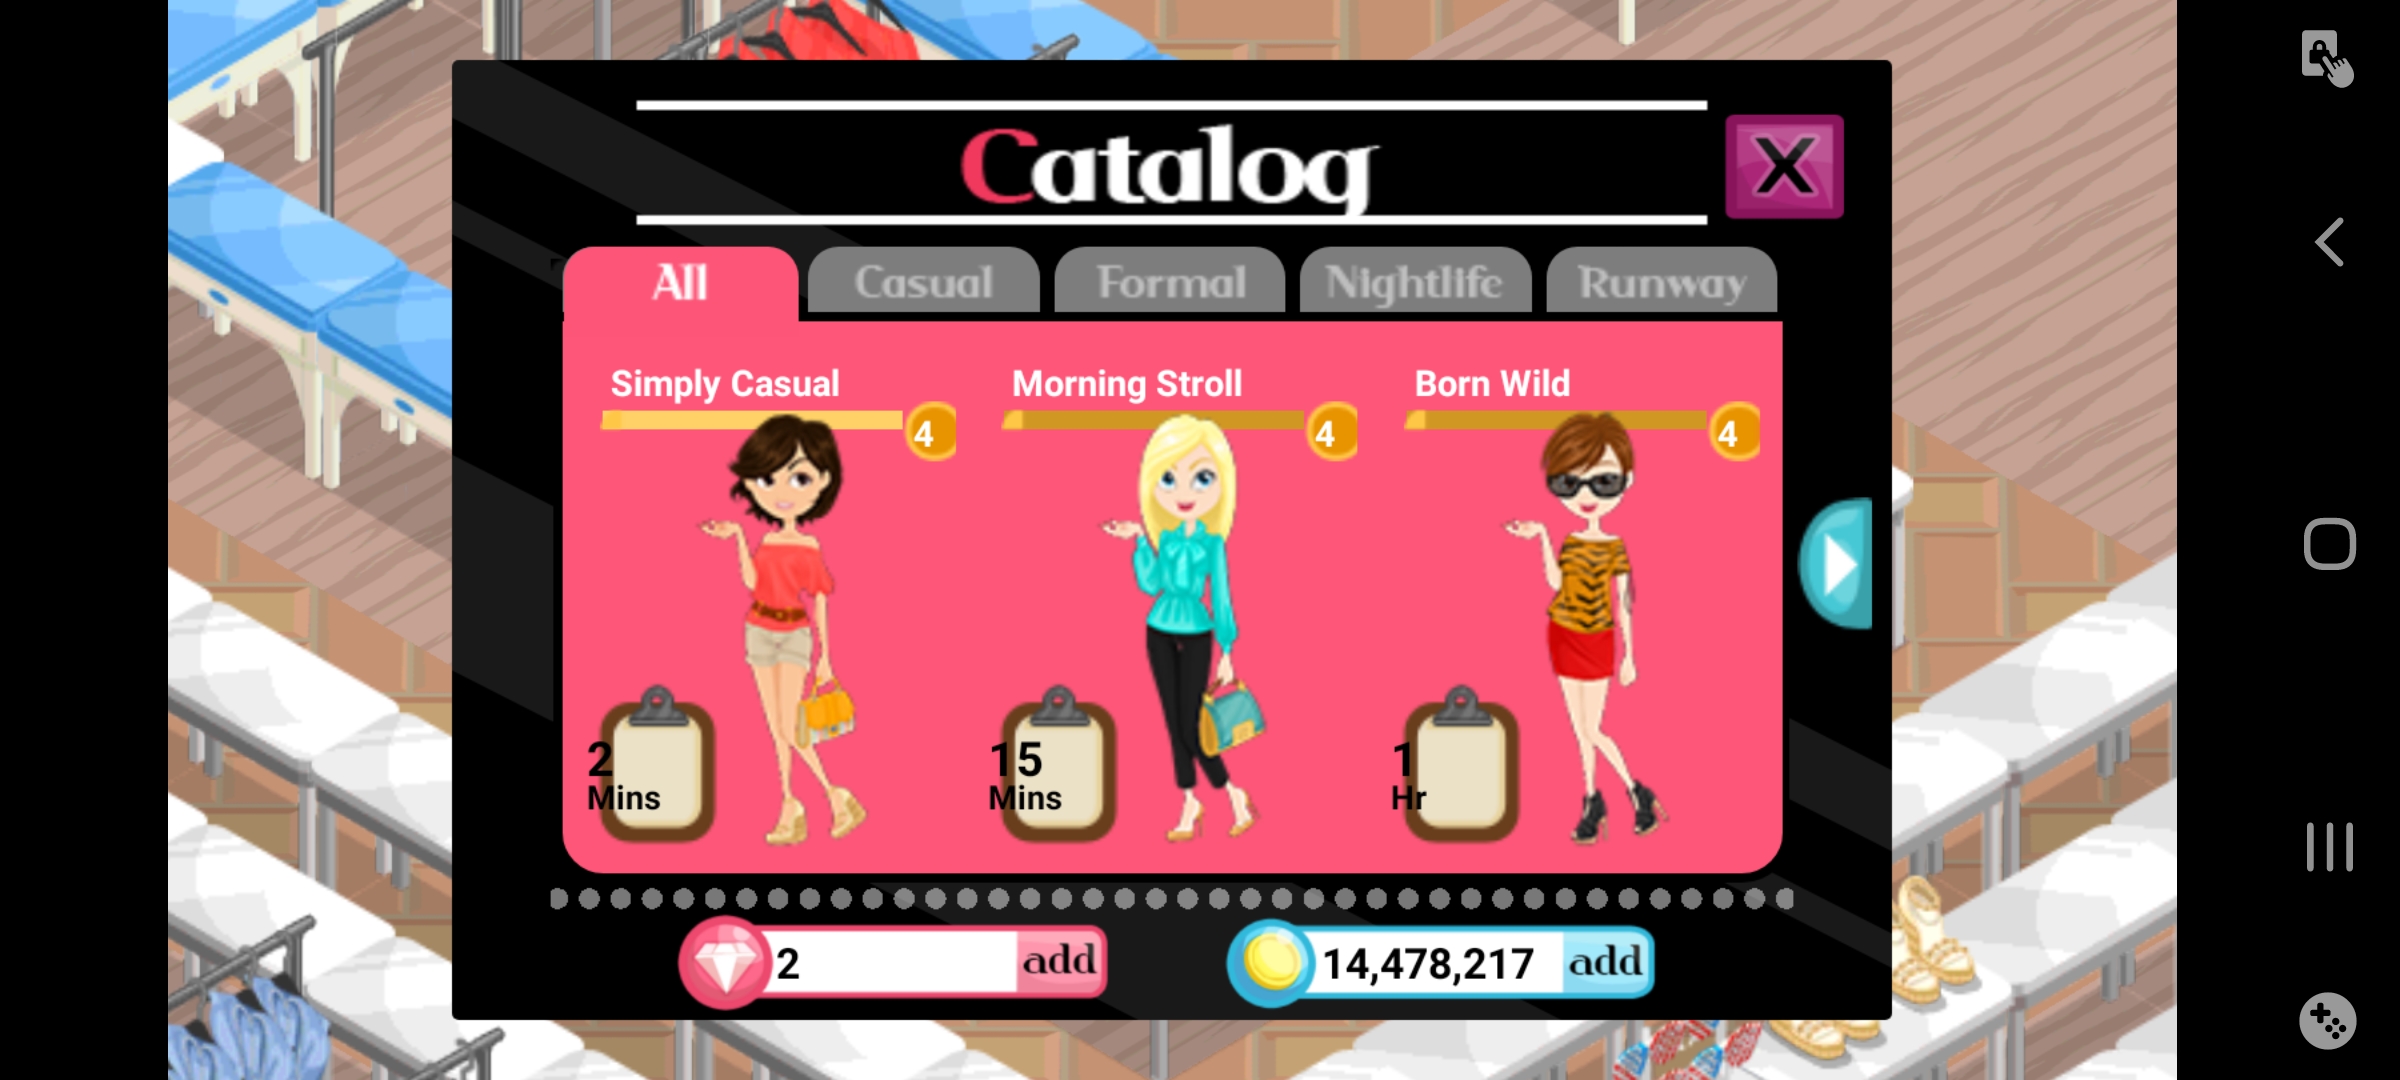 Catalog
X
All
Casual
Formal
Nightlife
Runway
Simply Casual
4
Morning Stroll
4
Born Wild
4
2
Mins
15
Mins
1
Hr
2
add
14,478,217
add